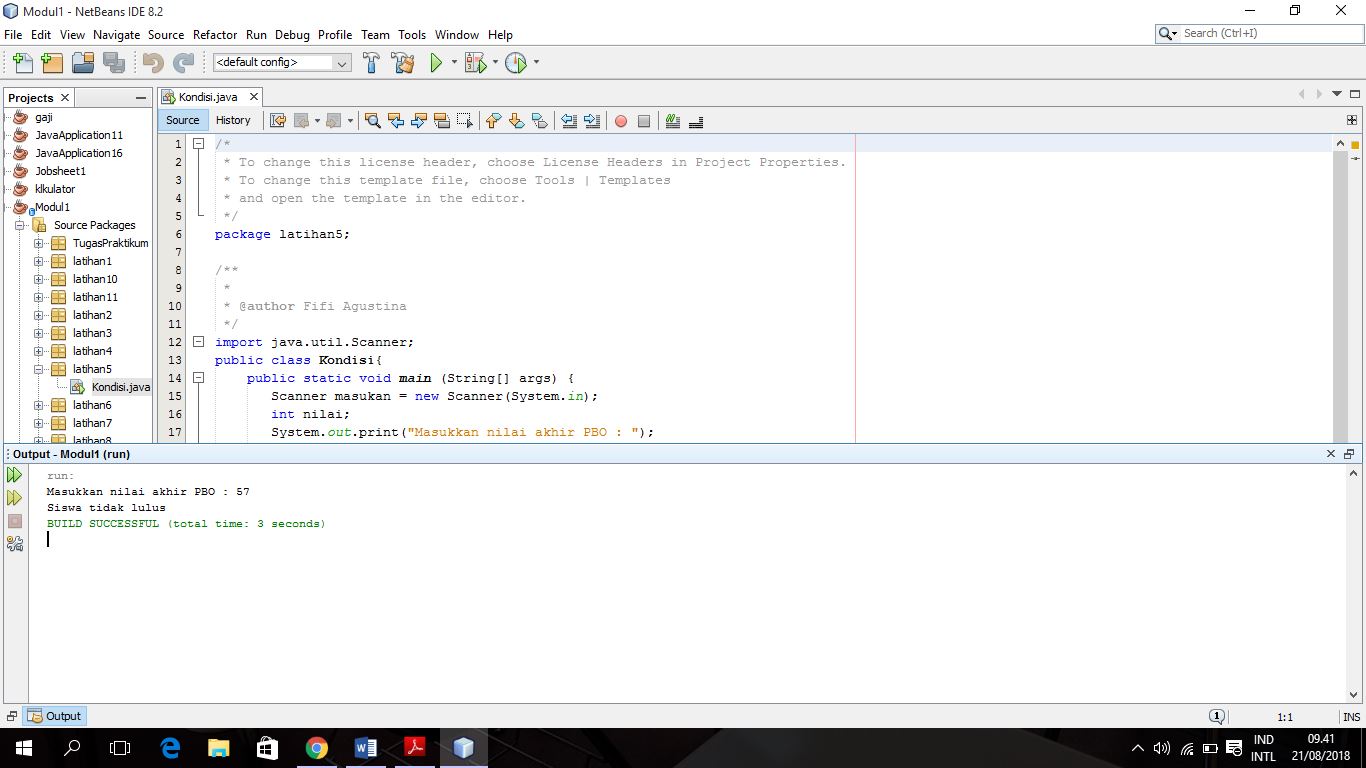 Modul1 - NetBeans IDE 8.2
File Edit View Navigate Source Refactor Run Debug Profile Team Tools Window Help
Search (Ctrl+I)
<default config>
Projects
Kondisi.java
Source History
gaji
JavaApplication11
JavaApplication16
Jobsheet1
klkulator
Modul1
Source Packages
TugasPraktikum
latihan1
latihan10
latihan11
latihan2
latihan3
latihan4
latihan5
Kondisi.java
latihan6
latihan7
latihan8
1 /*
2 * To change this license header, choose License Headers in Project Properties.
3 * To change this template file, choose Tools | Templates
4 * and open the template in the editor.
5 */
6 package latihan5;
7
8 /**
9 *
10 * @author Fifi Agustina
11 */
12 import java.util.Scanner;
13 public class Kondisi{
14 public static void main (String[] args) {
15 Scanner masukan = new Scanner(System.in);
16 int nilai;
17 System.out.print("Masukkan nilai akhir PBO : ");
Output - Modul1 (run)
run:
Masukkan nilai akhir PBO : 57
Siswa tidak lulus
BUILD SUCCESSFUL (total time: 3 seconds)
Output
1
1:1
INS
IND
INTL
09.41
21/08/2018